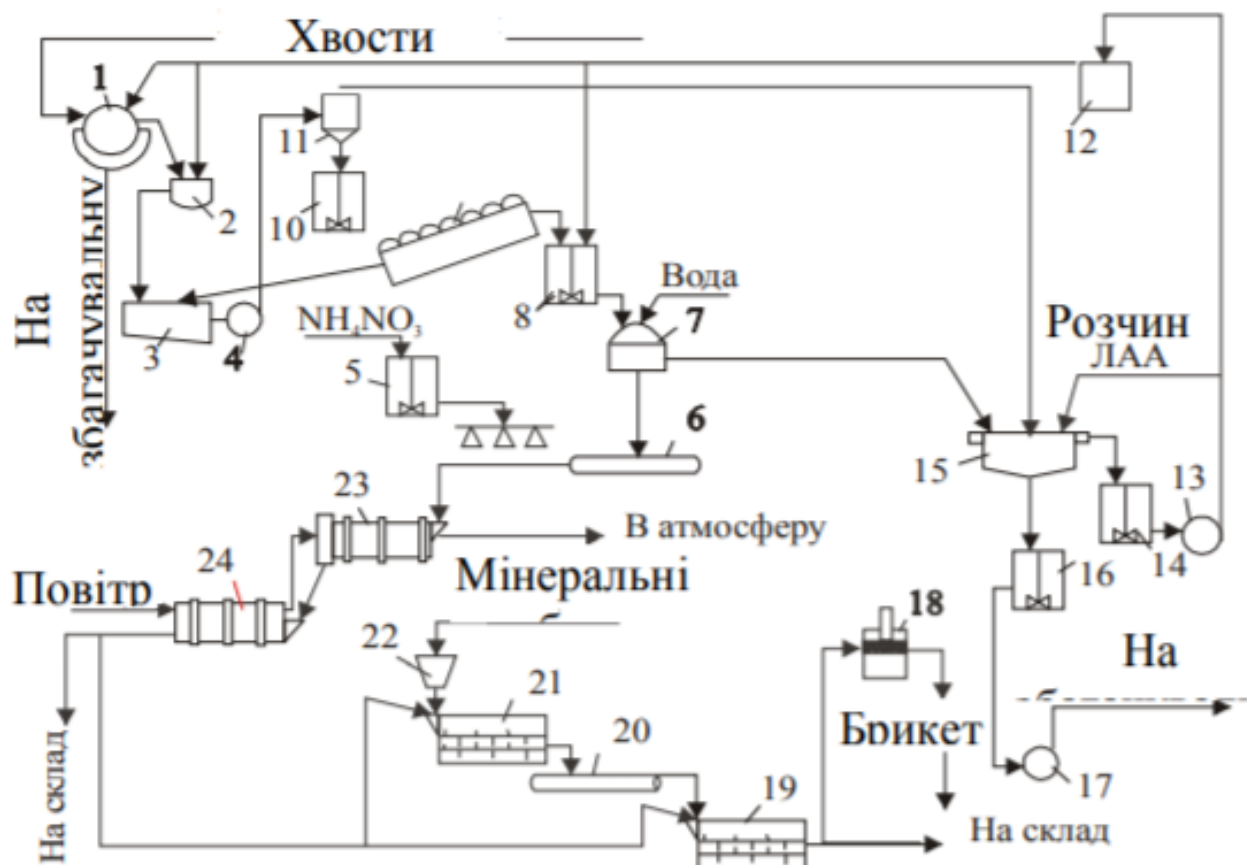 Хвости
1
11
12
На
збагачувальну
2
10
8
Вода
7
NH₄NO₃
Розчин
ЛАА
3
4
5
6
15
13
23
В атмосферу
14
24
Мінеральні
16
Повітр
18
22
На
21
20
Брикет
17
19
На склад
На склад